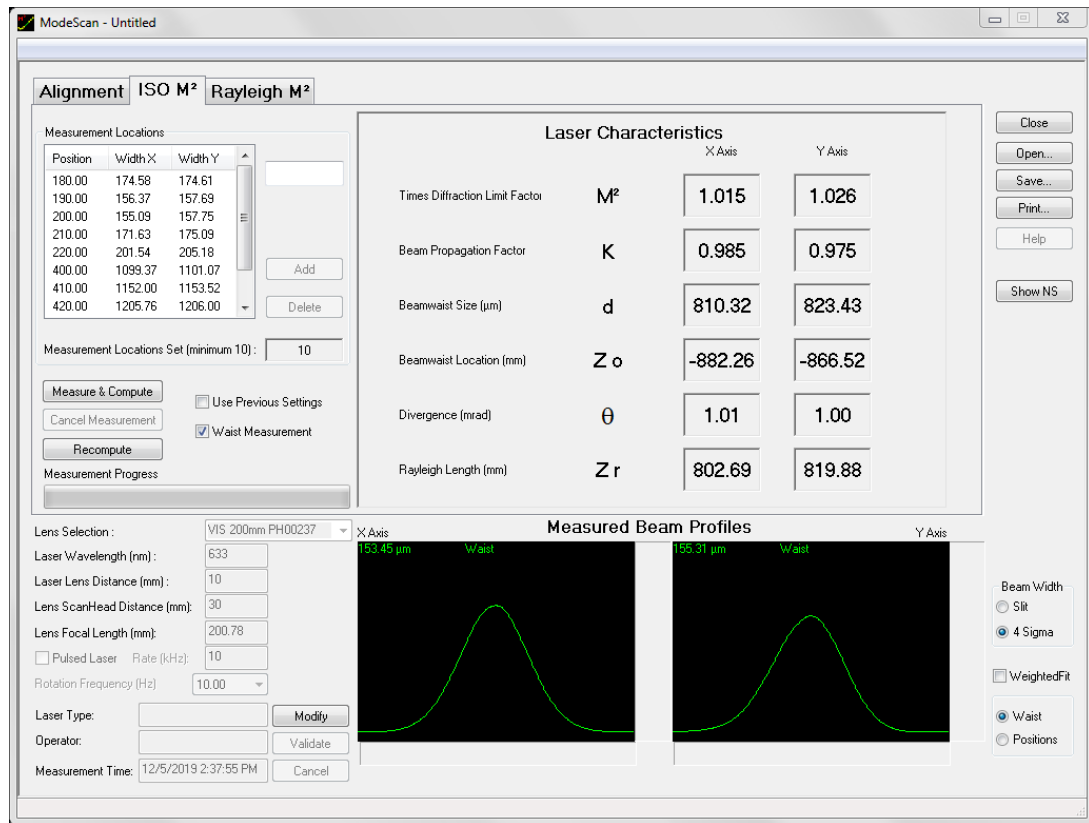 ModeScan - Untitled
Alignment ISO M² Rayleigh M²
Measurement Locations
Position Width X Width Y
180.00 174.58 174.61
190.00 156.37 157.69
200.00 155.09 157.75
210.00 171.63 175.09
220.00 201.54 205.18
400.00 1099.37 1101.07
410.00 1152.00 1153.52
420.00 1205.76 1206.00
Add
Delete
Measurement Locations Set (minimum 10) : 10
Measure & Compute
Cancel Measurement
Recompute
Use Previous Settings
Waist Measurement
Measurement Progress
Laser Characteristics
X Axis Y Axis
Times Diffraction Limit Factor M² 1.015 1.026
Beam Propagation Factor K 0.985 0.975
Beamwaist Size (µm) d 810.32 823.43
Beamwaist Location (mm) Z o -882.26 -866.52
Divergence (mrad) θ 1.01 1.00
Rayleigh Length (mm) Z r 802.69 819.88
Close
Open...
Save...
Print...
Help
Show NS
Lens Selection : VIS 200mm PH00237
Laser Wavelength (nm) : 633
Laser Lens Distance (mm) : 10
Lens ScanHead Distance (mm): 30
Lens Focal Length (mm): 200.78
Pulsed Laser Rate (kHz): 10
Rotation Frequency (Hz) 10.00
Laser Type: Modify
Operator: Validate
Measurement Time: 12/5/2019 2:37:55 PM Cancel
Measured Beam Profiles
X Axis Y Axis
153.45 µm Waist
155.31 µm Waist
Beam Width
Slit
4 Sigma
WeightedFit
Waist
Positions